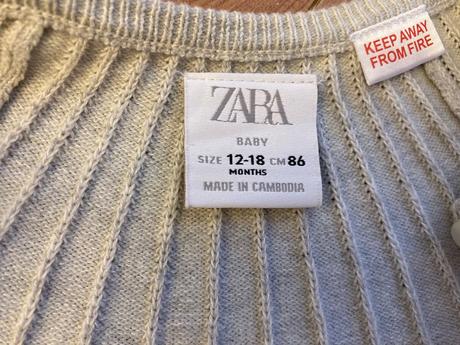 KEEP AWAY
FROM FIRE
ZARA
BABY
SIZE 12-18 CM 86
MONTHS
MADE IN CAMBODIA